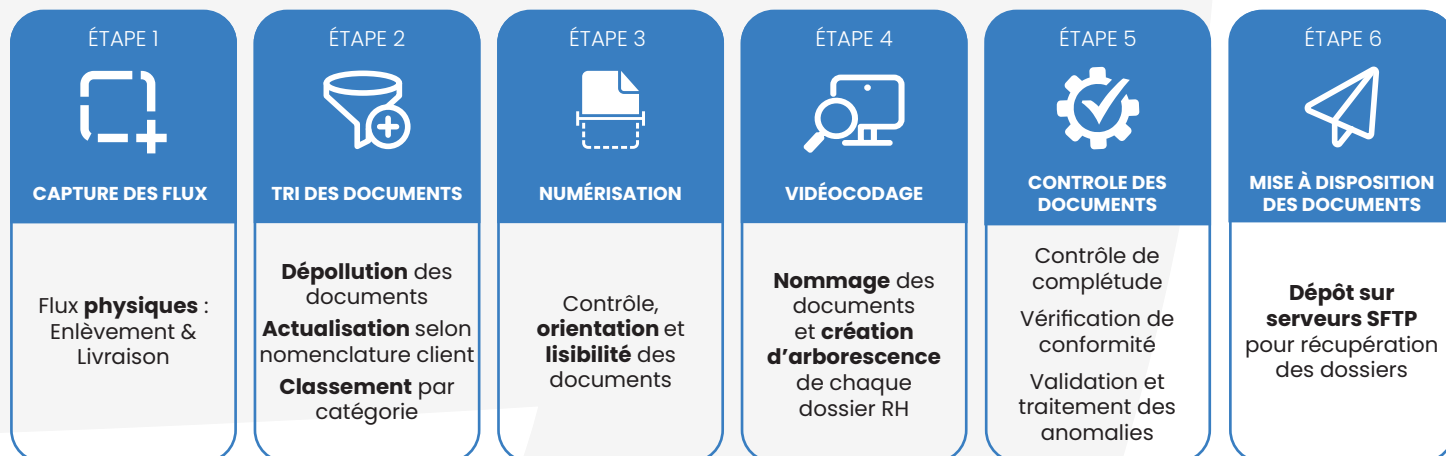 ÉTAPE 1
CAPTURE DES FLUX
Flux physiques :
Enlèvement &
Livraison
ÉTAPE 2
TRI DES DOCUMENTS
Dépollution des
documents
Actualisation selon
nomenclature client
Classement par
catégorie
ÉTAPE 3
NUMÉRISATION
Contrôle,
orientation et
lisibilité des
documents
ÉTAPE 4
VIDÉOCODAGE
Nommage des
documents
et création
d’arborescence
de chaque
dossier RH
ÉTAPE 5
CONTROLE DES
DOCUMENTS
Contrôle de
complétude
Vérification de
conformité
Validation et
traitement des
anomalies
ÉTAPE 6
MISE À DISPOSITION
DES DOCUMENTS
Dépôt sur
serveurs SFTP
pour récupération
des dossiers